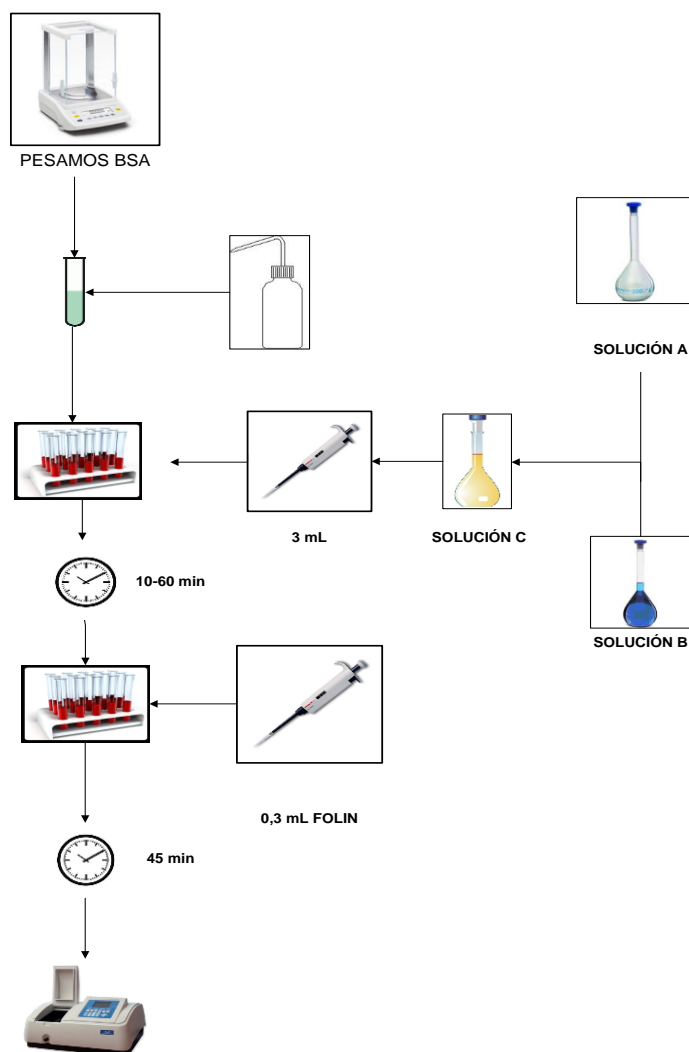 PESAMOS BSA
SOLUCIÓN A
3 mL
SOLUCIÓN C
10-60 min
SOLUCIÓN B
0,3 mL FOLIN
45 min